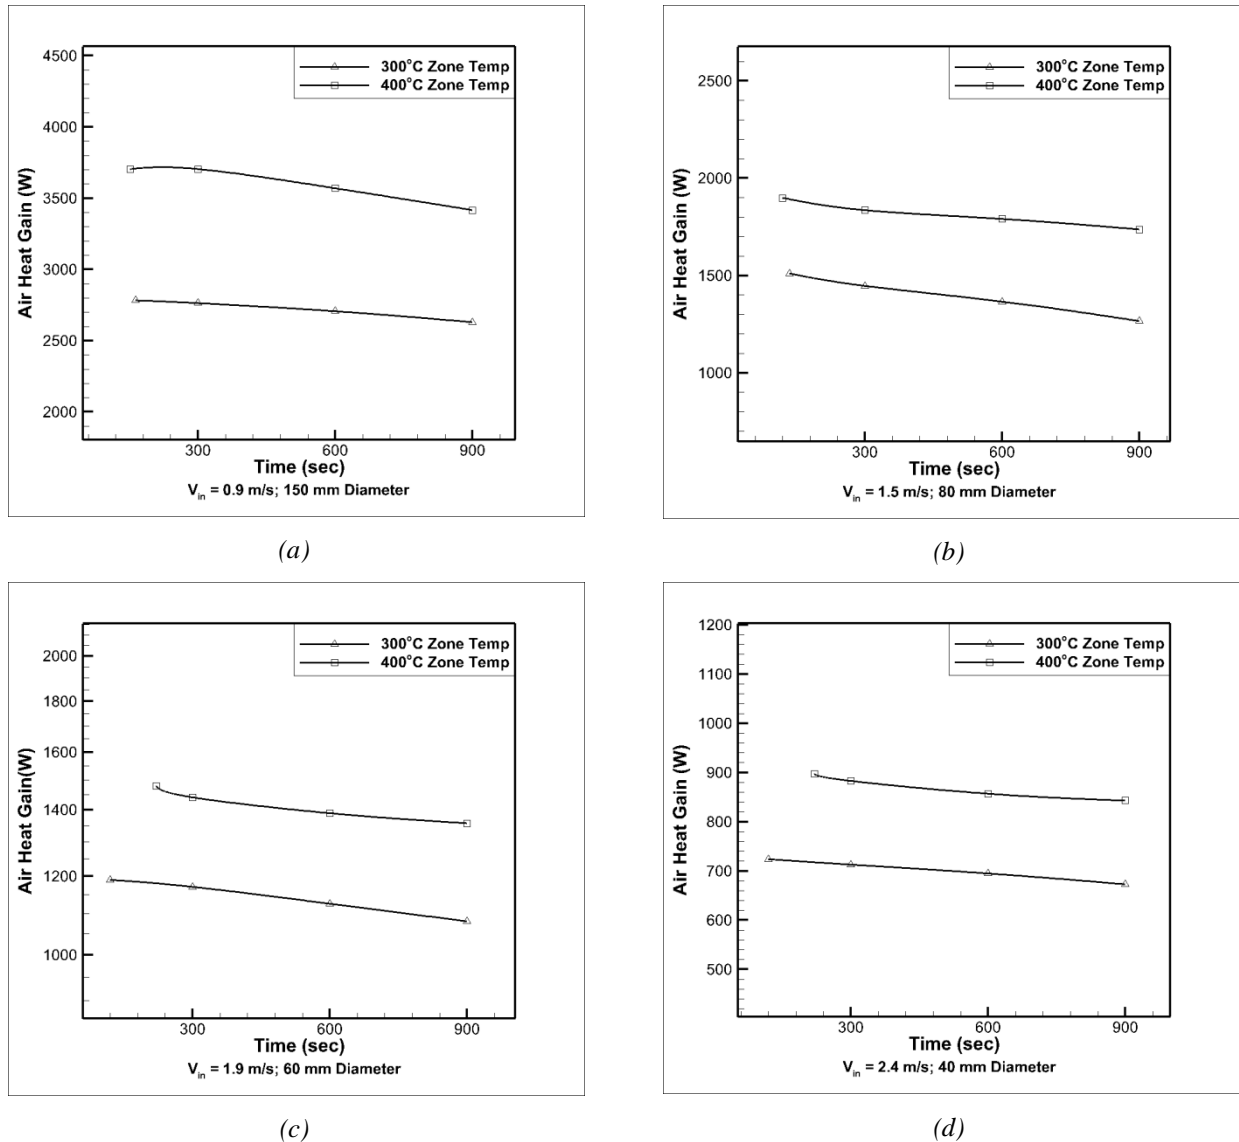 4500
4000
3500
3000
2500
2000
Air Heat Gain (W)
300°C Zone Temp
400°C Zone Temp
300
600
900
Time (sec)
V_in = 0.9 m/s; 150 mm Diameter
(a)
2500
2000
1500
1000
Air Heat Gain (W)
300°C Zone Temp
400°C Zone Temp
300
600
900
Time (sec)
V_in = 1.5 m/s; 80 mm Diameter
(b)
2000
1800
1600
1400
1200
1000
Air Heat Gain(W)
300°C Zone Temp
400°C Zone Temp
300
600
900
Time (sec)
V_in = 1.9 m/s; 60 mm Diameter
(c)
1200
1100
1000
900
800
700
600
500
Air Heat Gain (W)
300°C Zone Temp
400°C Zone Temp
300
600
900
Time (sec)
V_in = 2.4 m/s; 40 mm Diameter
(d)